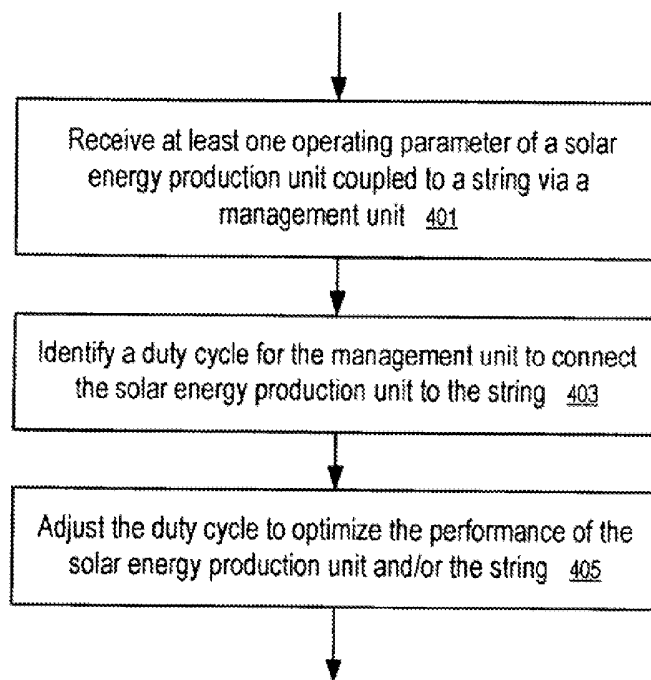 Receive at least one operating parameter of a solar
energy production unit coupled to a string via a
management unit 401
Identify a duty cycle for the management unit to connect
the solar energy production unit to the string 403
Adjust the duty cycle to optimize the performance of the
solar energy production unit and/or the string 405